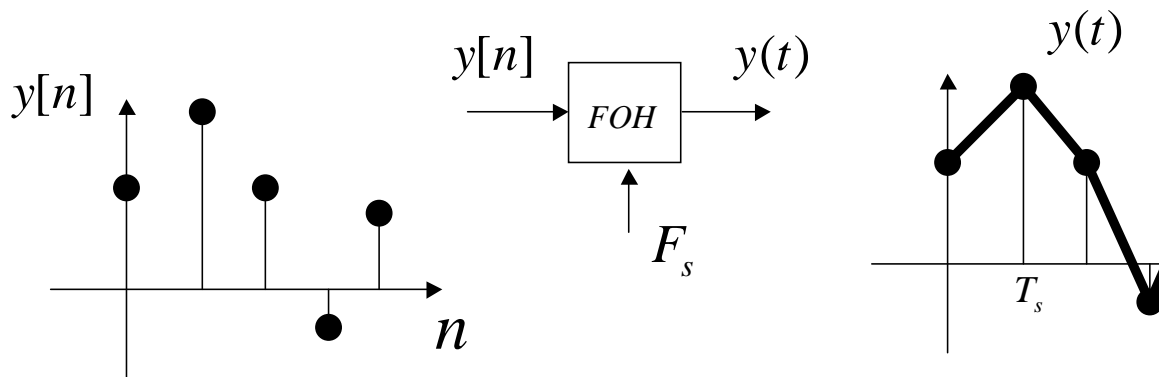 y[n]
n
y[n]
FOH
y(t)
F_s
y(t)
T_s